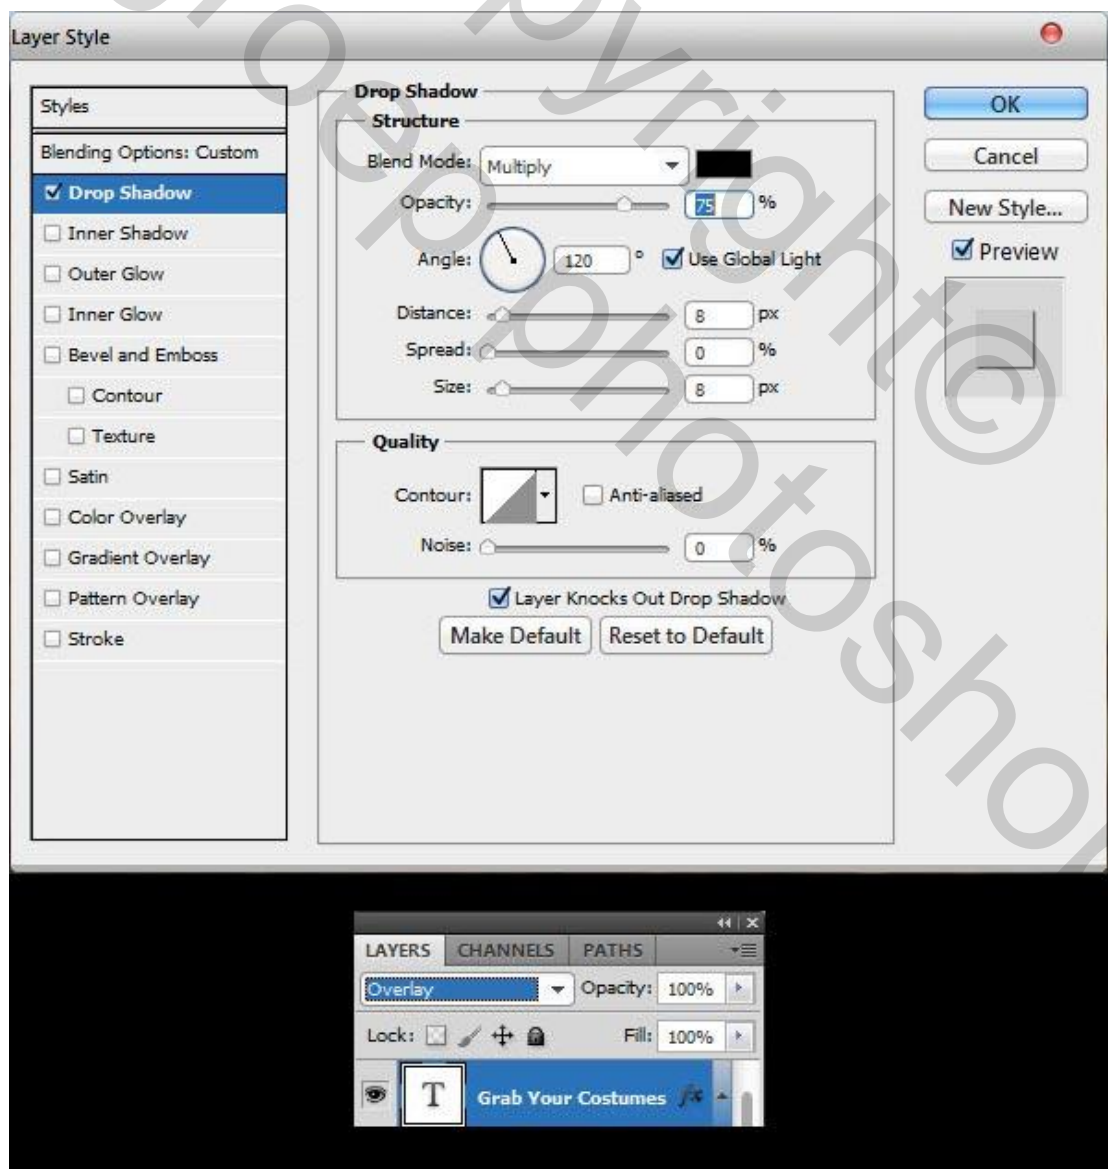 Layer Style
Styles
Blending Options: Custom
Drop Shadow
Inner Shadow
Outer Glow
Inner Glow
Bevel and Emboss
Contour
Texture
Satin
Color Overlay
Gradient Overlay
Pattern Overlay
Stroke
Drop Shadow
Structure
Blend Mode: Multiply
Opacity: 75 %
Angle: 120 ° Use Global Light
Distance: 8 px
Spread: 0 %
Size: 8 px
Quality
Contour: Anti-aliased
Noise: 0 %
Layer Knocks Out Drop Shadow
Make Default Reset to Default
OK
Cancel
New Style...
Preview
LAYERS CHANNELS PATHS
Overlay Opacity: 100%
Lock: Fill: 100%
T Grab Your Costumes fx
photoshop